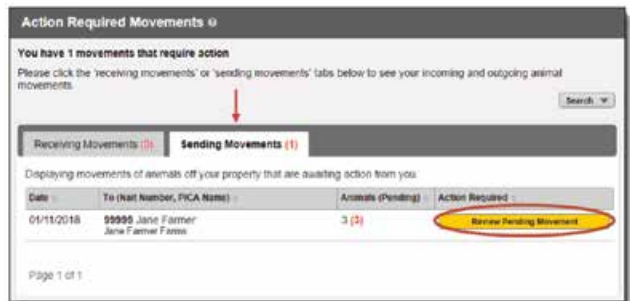 Action Required Movements
You have 1 movements that require action
Please click the 'receiving movements' or 'sending movements' tabs below to see your incoming and outgoing animal
movements.
Search
Receiving Movements (0) Sending Movements (1)
Displaying movements of animals off your property that are awaiting action from you.
Date To (Nait Number, PICA Name) Animals (Pending) Action Required
01/11/2018 99999 Jane Farmer 3 (3) Review Pending Movement
Jane Farmer Farms
Page 1 of 1